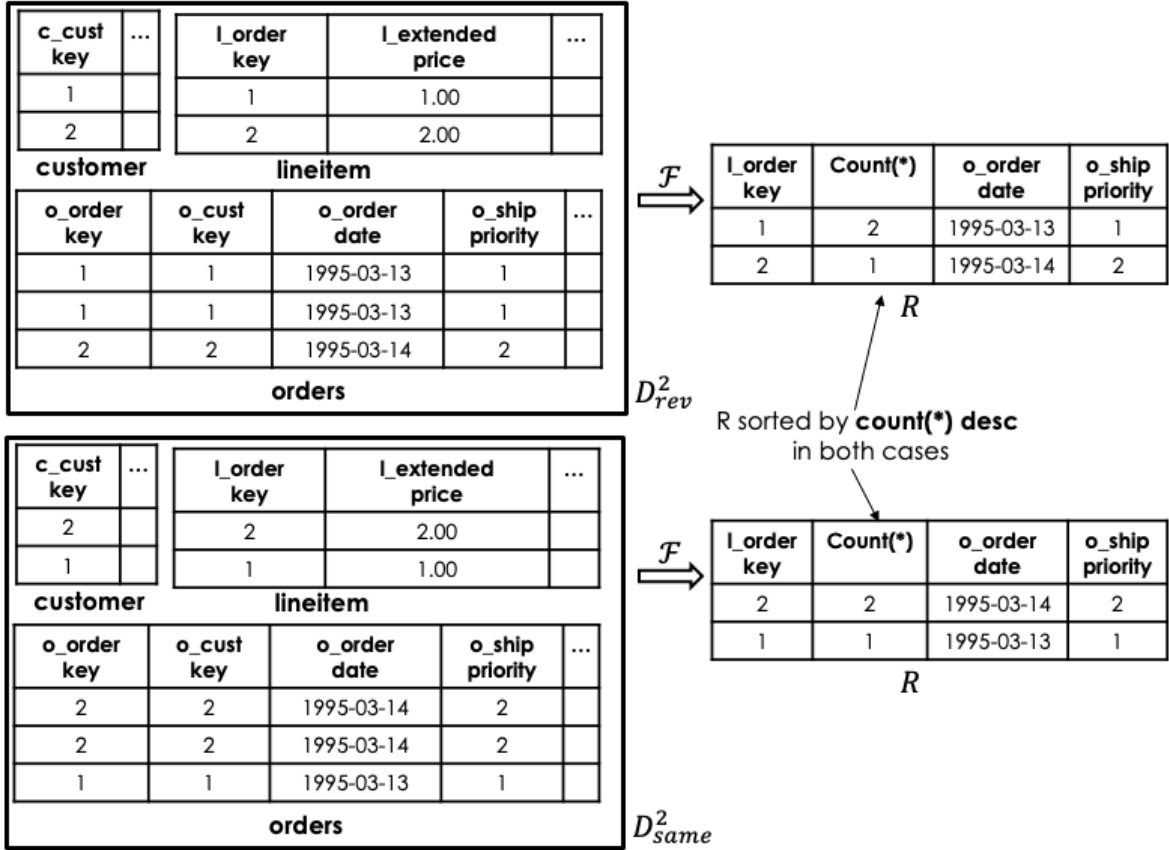 c_cust key ...
1
2
customer
l_order key l_extended price ...
1 1.00
2 2.00
lineitem
o_order key o_cust key o_order date o_ship priority ...
1 1 1995-03-13 1
1 1 1995-03-13 1
2 2 1995-03-14 2
orders
D²rev
ℱ
l_order key Count(*) o_order date o_ship priority
1 2 1995-03-13 1
2 1 1995-03-14 2
R
R sorted by count(*) desc
in both cases
c_cust key ...
2
1
customer
l_order key l_extended price ...
2 2.00
1 1.00
lineitem
o_order key o_cust key o_order date o_ship priority ...
2 2 1995-03-14 2
2 2 1995-03-14 2
1 1 1995-03-13 1
orders
D²same
ℱ
l_order key Count(*) o_order date o_ship priority
2 2 1995-03-14 2
1 1 1995-03-13 1
R